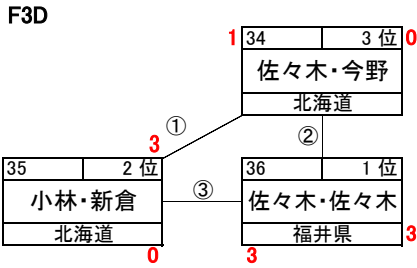 F3D
1 34 3 位 0
佐々木・今野
北海道
① ②
3
35 2 位
小林・新倉
北海道
0
③
36 1 位
佐々木・佐々木
福井県 3
3